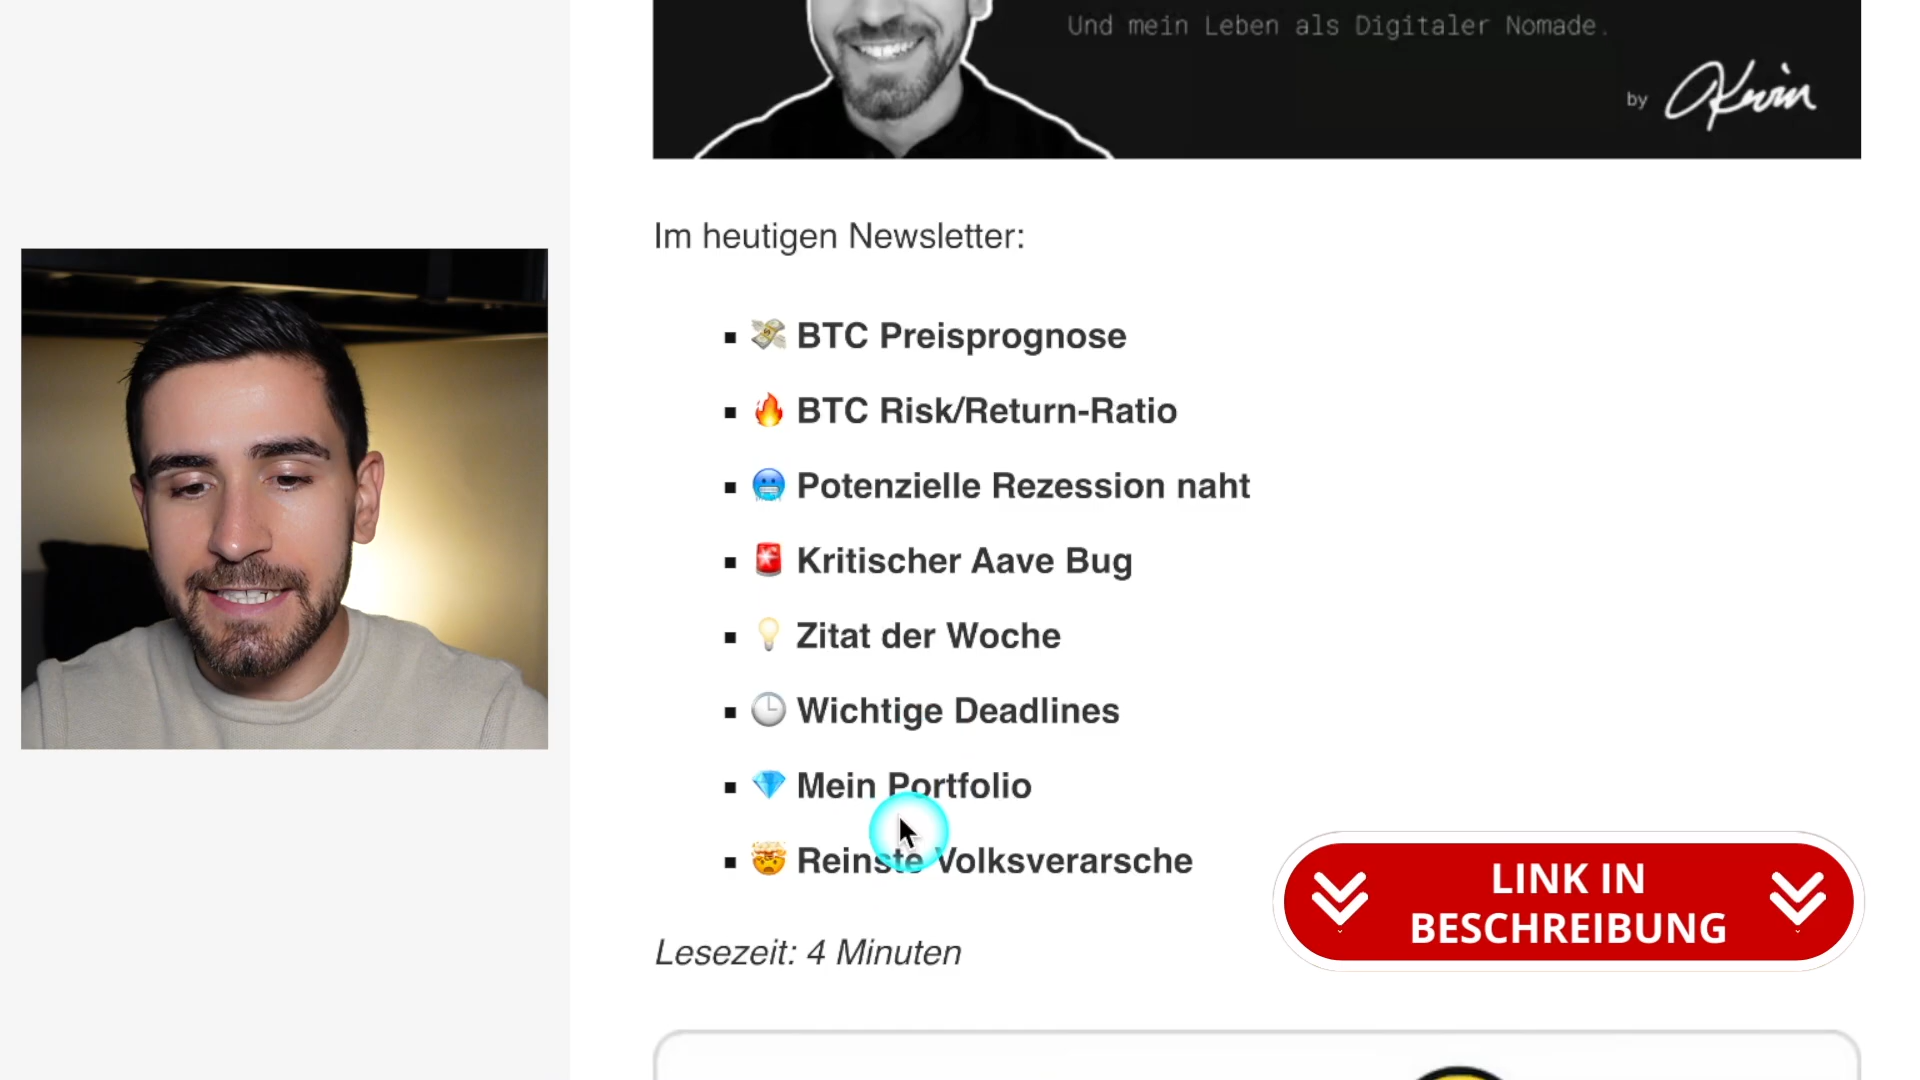 Und mein Leben als Digitaler Nomade.
by Kevin
Im heutigen Newsletter:
BTC Preisprognose
BTC Risk/Return-Ratio
Potenzielle Rezession naht
Kritischer Aave Bug
Zitat der Woche
Wichtige Deadlines
Mein Portfolio
Reinste Volksverarsche
Lesezeit: 4 Minuten
LINK IN
BESCHREIBUNG